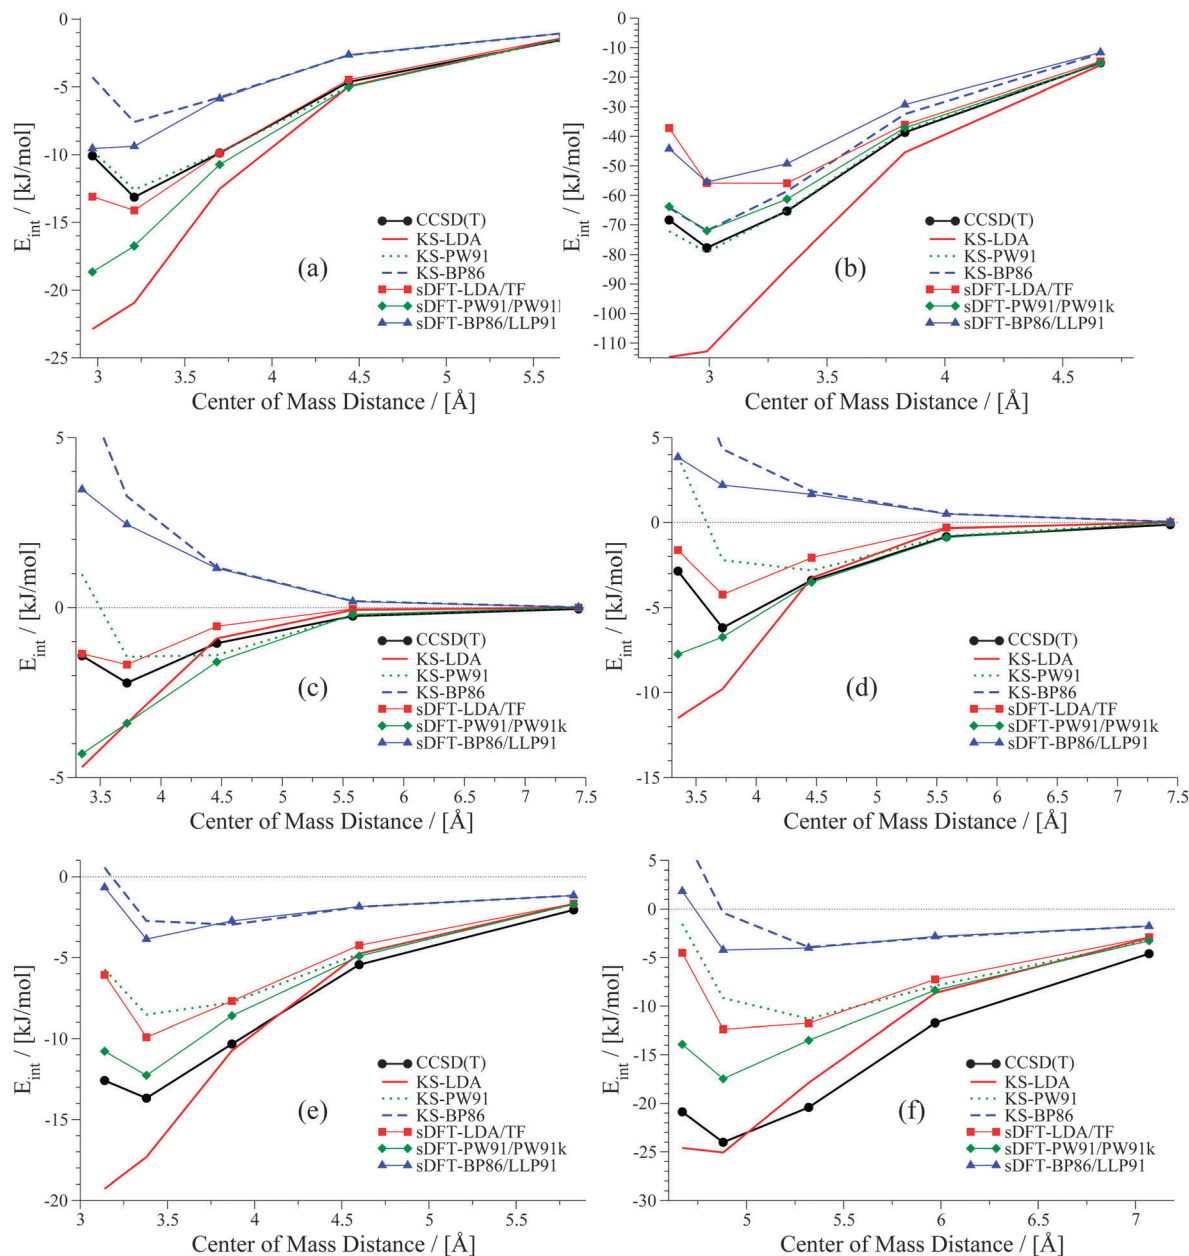 0
-5
-10
-15
-20
-25
E_int / [kJ/mol]
3
3.5
4
4.5
5
5.5
Center of Mass Distance / [Å]
(a)
CCSD(T)
KS-LDA
KS-PW91
KS-BP86
sDFT-LDA/TF
sDFT-PW91/PW91l
sDFT-BP86/LLP91
0
-10
-20
-30
-40
-50
-60
-70
-80
-90
-100
-110
E_int / [kJ/mol]
3
3.5
4
4.5
Center of Mass Distance / [Å]
(b)
CCSD(T)
KS-LDA
KS-PW91
KS-BP86
sDFT-LDA/TF
sDFT-PW91/PW91k
sDFT-BP86/LLP91
5
0
-5
E_int / [kJ/mol]
3.5
4
4.5
5
5.5
6
6.5
7
7.5
Center of Mass Distance / [Å]
(c)
CCSD(T)
KS-LDA
KS-PW91
KS-BP86
sDFT-LDA/TF
sDFT-PW91/PW91k
sDFT-BP86/LLP91
5
0
-5
-10
-15
E_int / [kJ/mol]
3.5
4
4.5
5
5.5
6
6.5
7
7.5
Center of Mass Distance / [Å]
(d)
CCSD(T)
KS-LDA
KS-PW91
KS-BP86
sDFT-LDA/TF
sDFT-PW91/PW91k
sDFT-BP86/LLP91
0
-5
-10
-15
-20
E_int / [kJ/mol]
3
3.5
4
4.5
5
5.5
Center of Mass Distance / [Å]
(e)
CCSD(T)
KS-LDA
KS-PW91
KS-BP86
sDFT-LDA/TF
sDFT-PW91/PW91k
sDFT-BP86/LLP91
5
0
-5
-10
-15
-20
-25
-30
E_int / [kJ/mol]
5
5.5
6
6.5
7
Center of Mass Distance / [Å]
(f)
CCSD(T)
KS-LDA
KS-PW91
KS-BP86
sDFT-LDA/TF
sDFT-PW91/PW91k
sDFT-BP86/LLP91